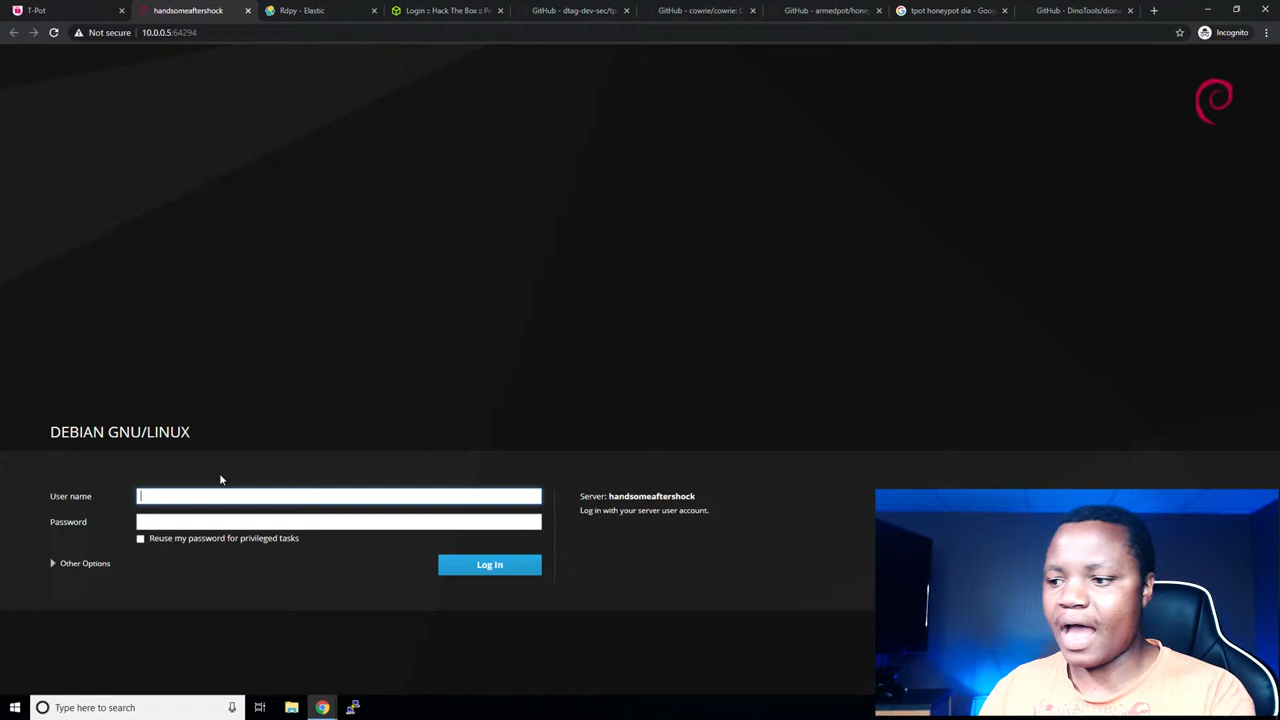 T-Pot
handsomeaftershock
Rdpy - Elastic
Login :: Hack The Box :: Pe
GitHub - dtag-dev-sec/tp
GitHub - cowrie/cowrie: C
GitHub - armedpot/honey
tpot honeypot dia - Goog
GitHub - DinoTools/diona
Not secure
10.0.0.5:64294
Incognito
DEBIAN GNU/LINUX
User name
Password
Reuse my password for privileged tasks
Other Options
Log In
Server: handsomeaftershock
Log in with your server user account.
Type here to search